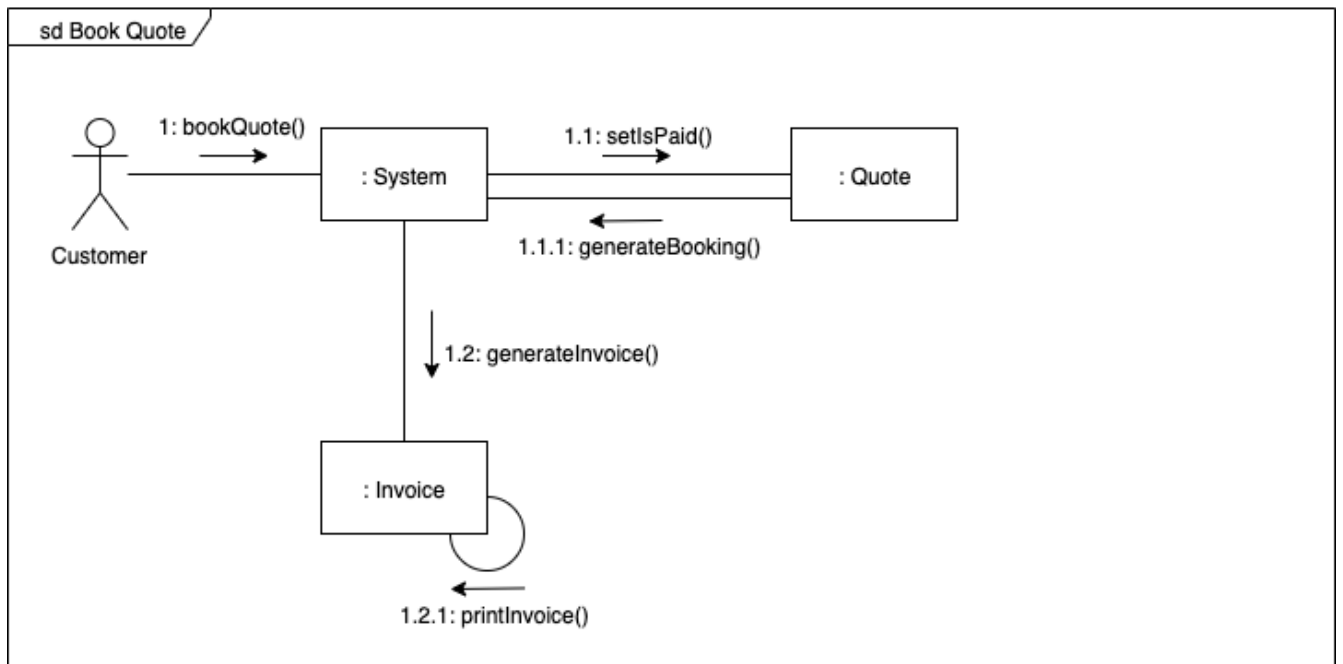 sd Book Quote
1: bookQuote()
1.1: setIsPaid()
: System
: Quote
1.1.1: generateBooking()
Customer
1.2: generateInvoice()
: Invoice
1.2.1: printInvoice()